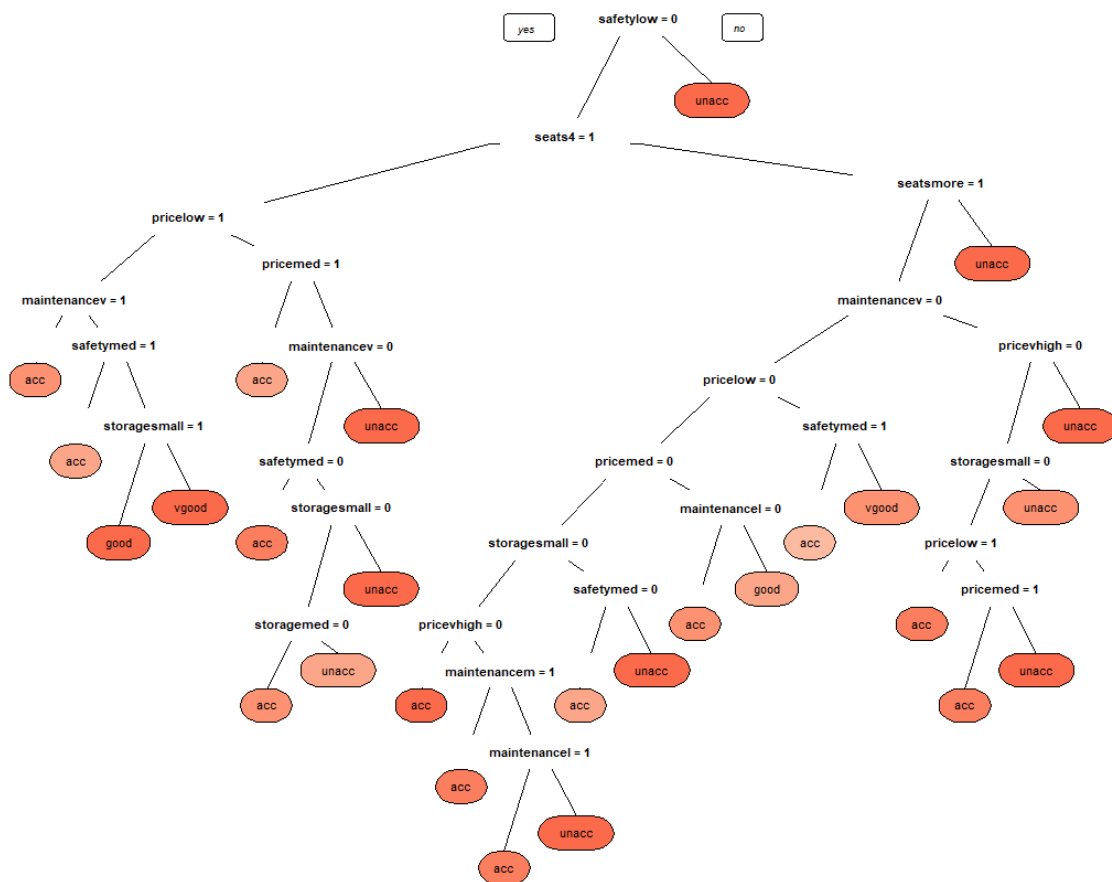 safetylow = 0
yes
no
unacc
seats4 = 1
seatsmore = 1
pricelow = 1
pricemed = 1
unacc
maintenancev = 1
maintenancev = 0
safetymed = 1
maintenancev = 0
pricevhigh = 0
acc
acc
pricelow = 0
storagesmall = 1
unacc
safetymed = 1
unacc
acc
safetymed = 0
pricemed = 0
storagesmall = 0
vgood
storagesmall = 0
maintenancel = 0
vgood
unacc
good
acc
storagesmall = 0
acc
pricelow = 1
unacc
safetymed = 0
good
pricemed = 1
storagemed = 0
pricevhigh = 0
acc
acc
unacc
maintenancem = 1
unacc
unacc
acc
acc
acc
acc
maintenancel = 1
acc
unacc
acc